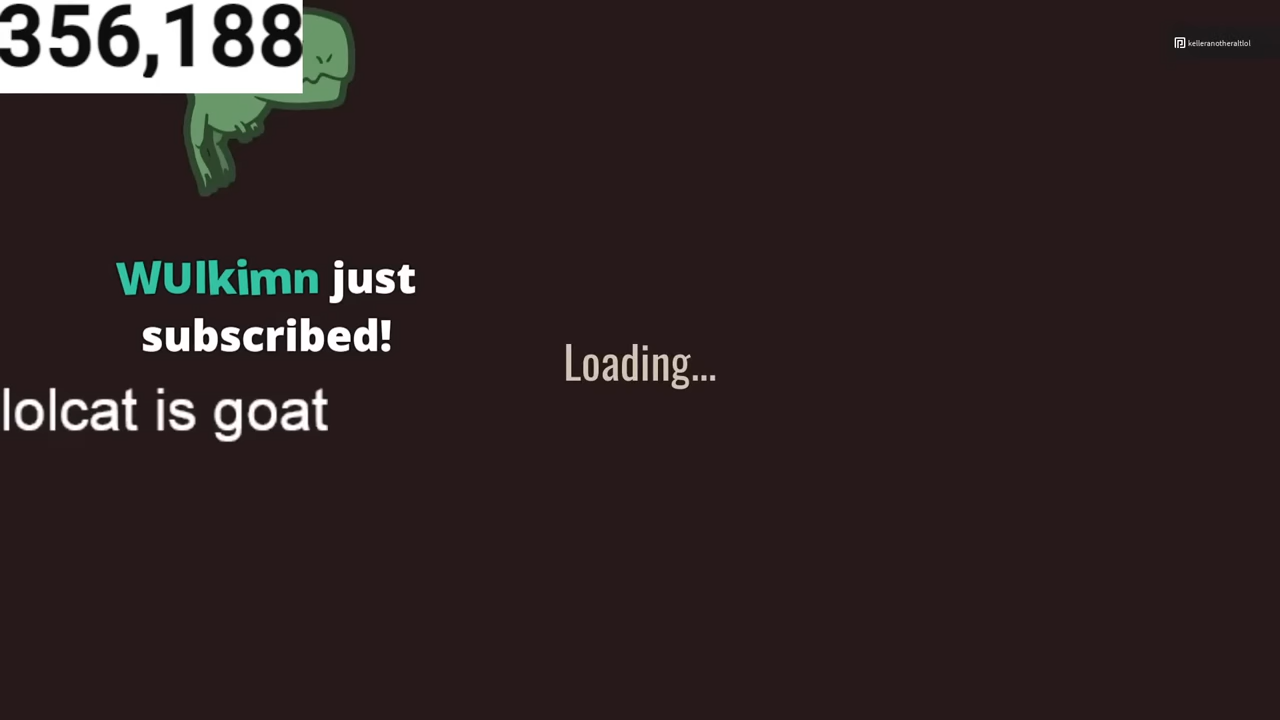 356,188
kelleranotheraltlol
WUlkimn just
subscribed!
Loading...
lolcat is goat